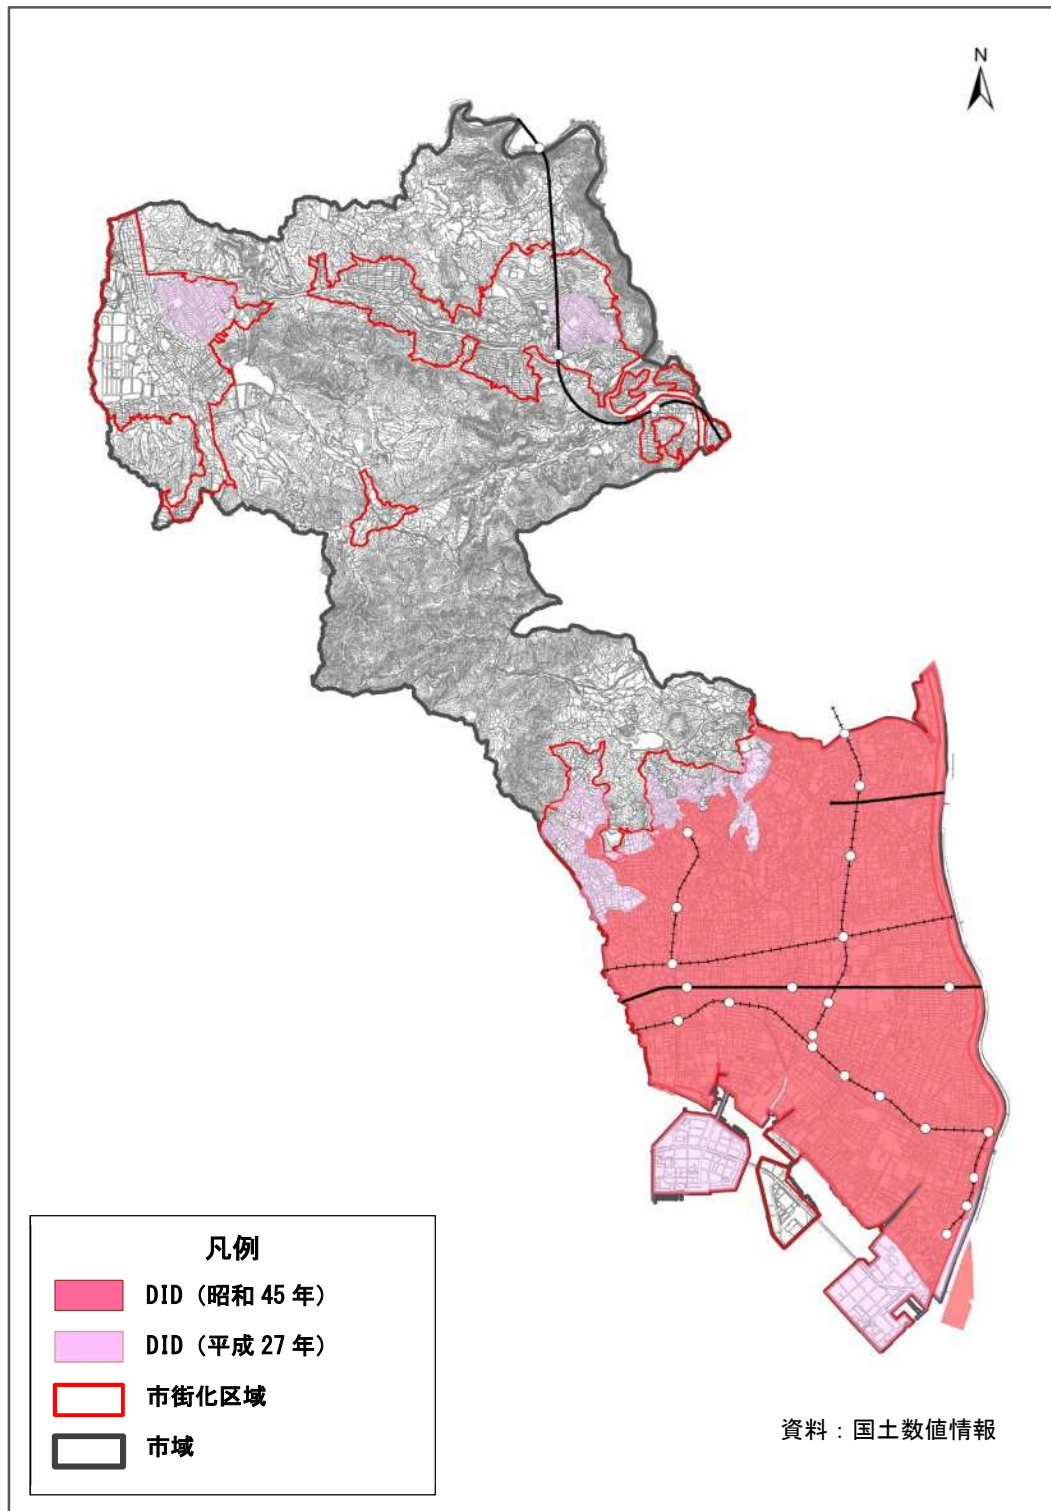 N
凡例
DID（昭和 45 年）
DID（平成 27 年）
市街化区域
市域
資料：国土数値情報